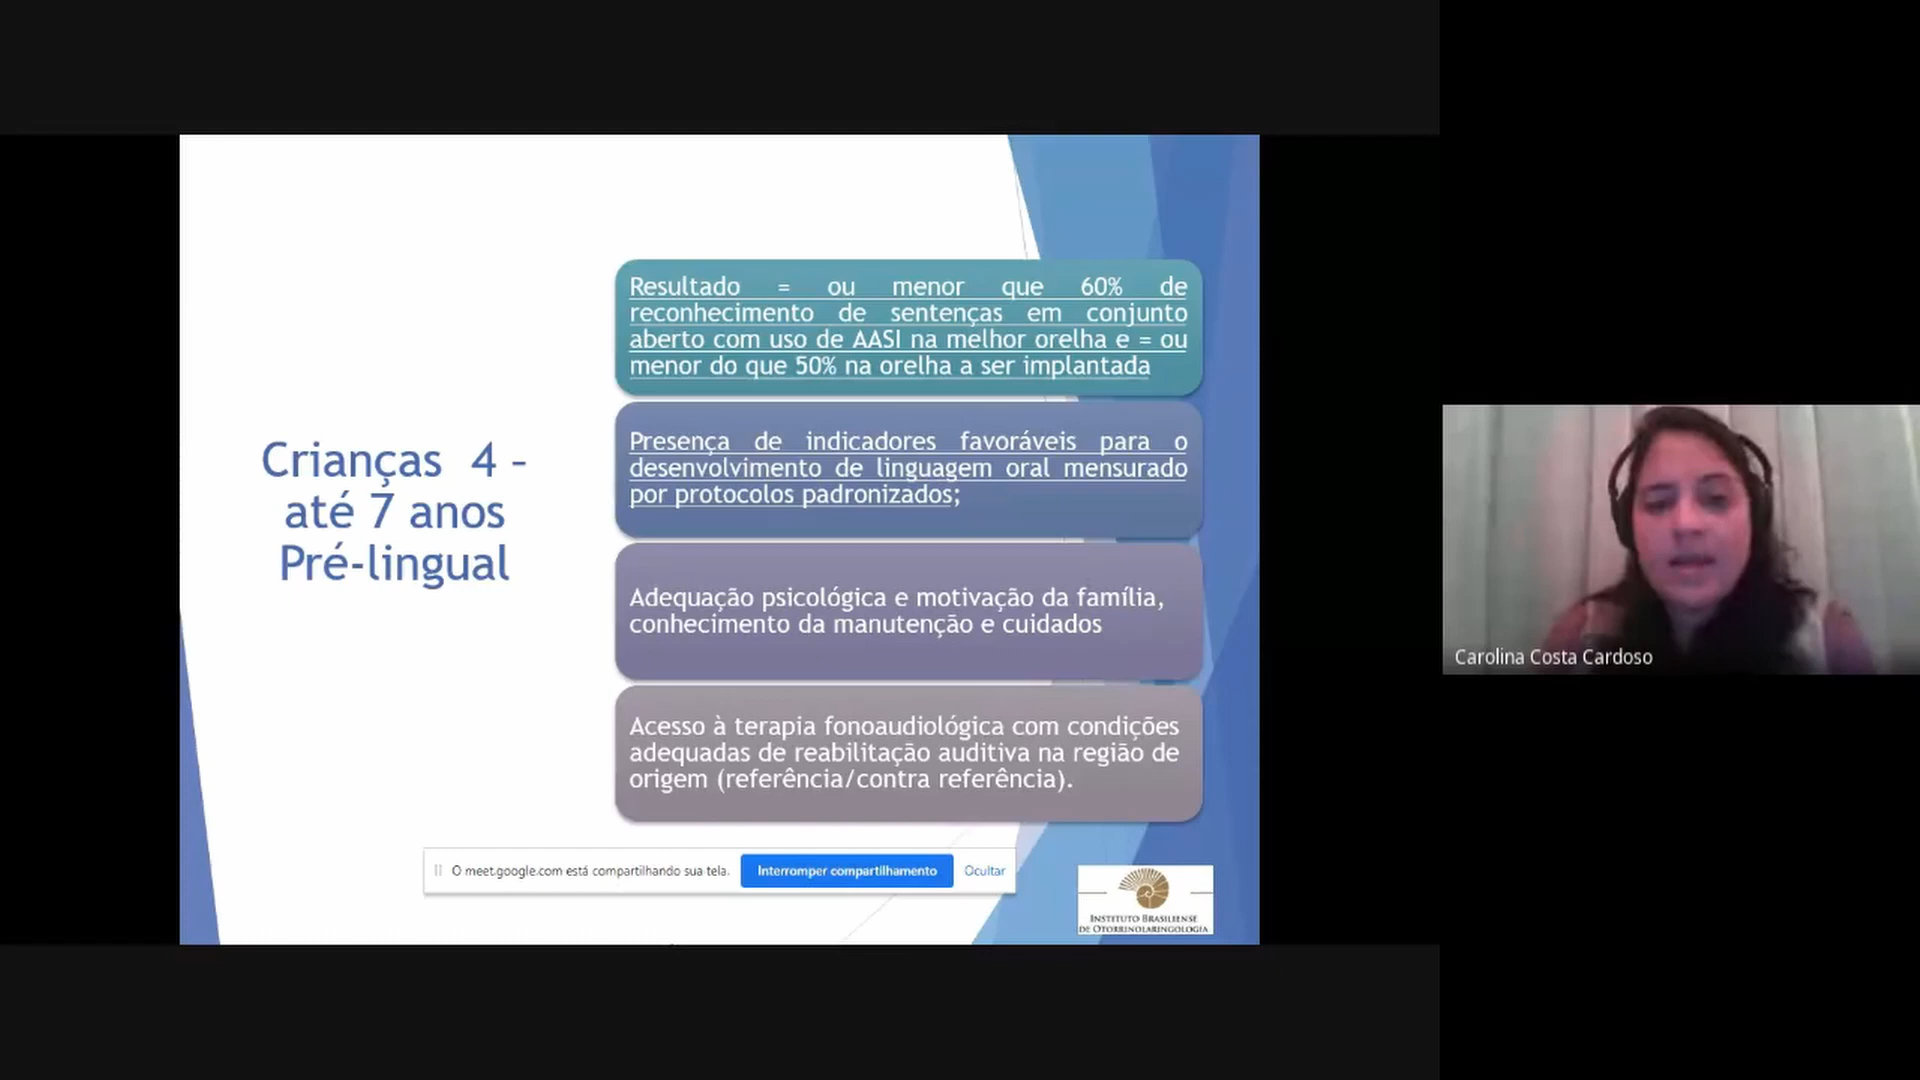 Crianças 4 –
até 7 anos
Pré-lingual
Resultado = ou menor que 60% de
reconhecimento de sentenças em conjunto
aberto com uso de AASI na melhor orelha e = ou
menor do que 50% na orelha a ser implantada
Presença de indicadores favoráveis para o
desenvolvimento de linguagem oral mensurado
por protocolos padronizados;
Adequação psicológica e motivação da família,
conhecimento da manutenção e cuidados
Acesso à terapia fonoaudiológica com condições
adequadas de reabilitação auditiva na região de
origem (referência/contra referência).
O meet.google.com está compartilhando sua tela. Interromper compartilhamento Ocultar
INSTITUTO BRASILIENSE
DE OTORRINOLARINGOLOGIA
Carolina Costa Cardoso